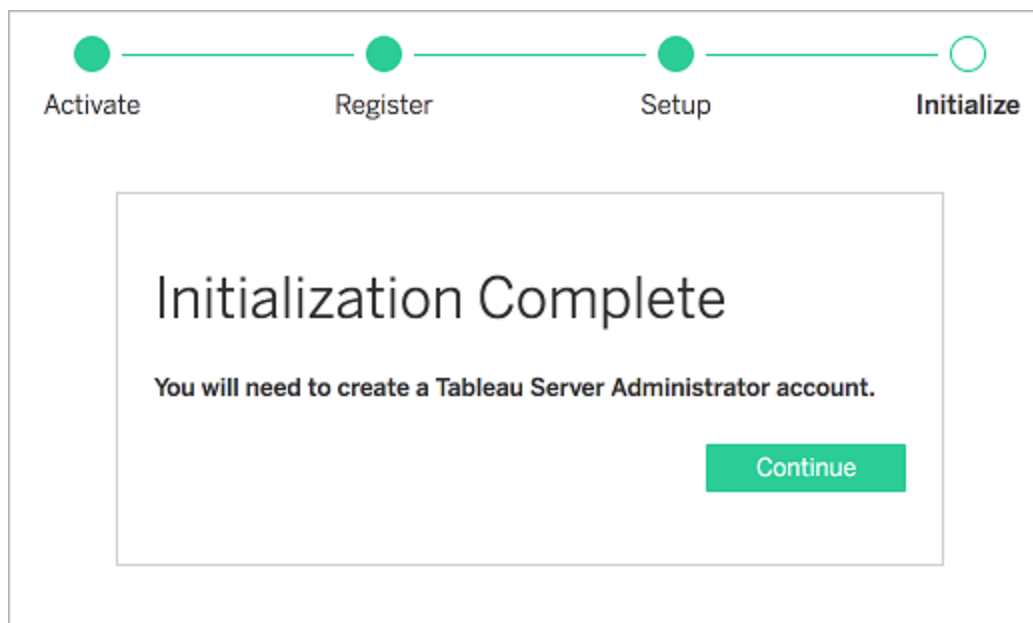 Activate Register Setup Initialize
Initialization Complete
You will need to create a Tableau Server Administrator account.
Continue